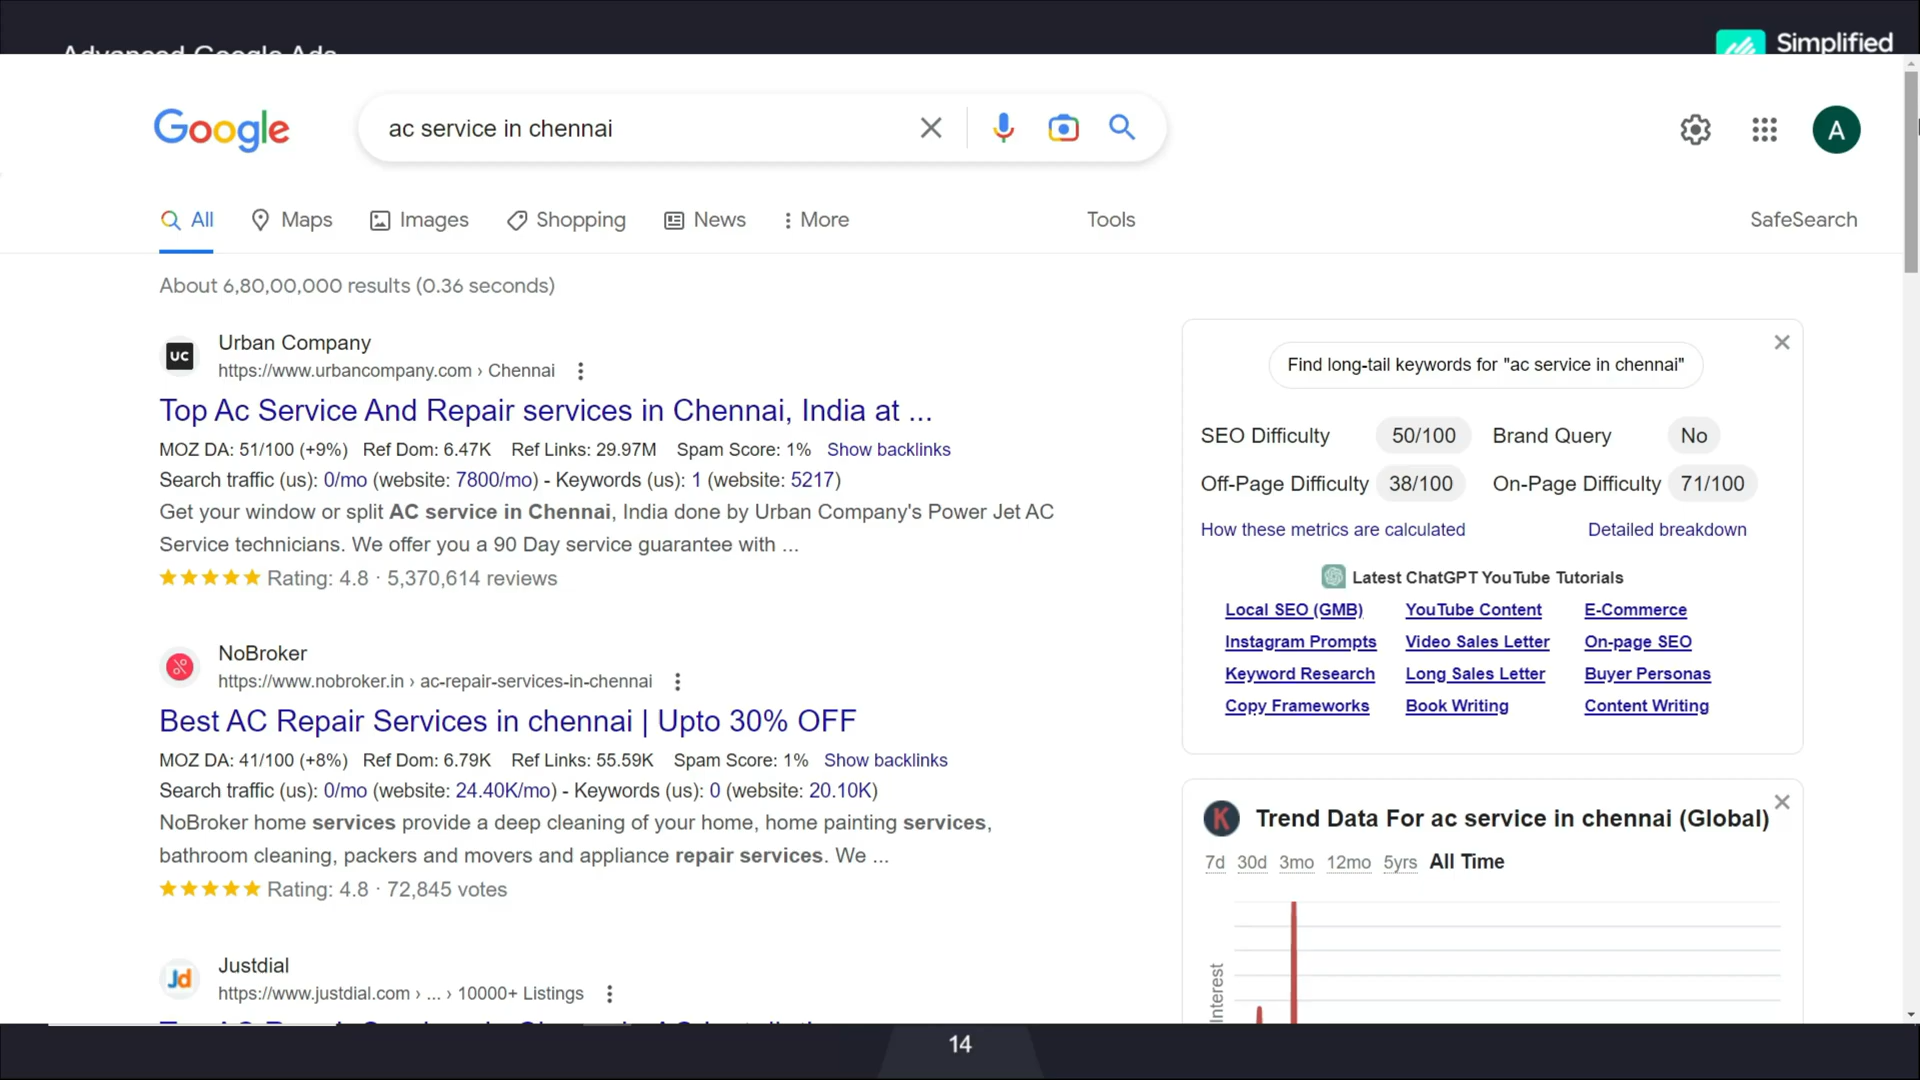 Advanced Google Ads
Simplified
Google
ac service in chennai
A
All
Maps
Images
Shopping
News
More
Tools
SafeSearch
About 6,80,00,000 results (0.36 seconds)
UC
Urban Company
https://www.urbancompany.com › Chennai
Top Ac Service And Repair services in Chennai, India at ...
MOZ DA: 51/100 (+9%) Ref Dom: 6.47K Ref Links: 29.97M Spam Score: 1% Show backlinks
Search traffic (us): 0/mo (website: 7800/mo) - Keywords (us): 1 (website: 5217)
Get your window or split AC service in Chennai, India done by Urban Company's Power Jet AC
Service technicians. We offer you a 90 Day service guarantee with ...
Rating: 4.8 · 5,370,614 reviews
NoBroker
https://www.nobroker.in › ac-repair-services-in-chennai
Best AC Repair Services in chennai | Upto 30% OFF
MOZ DA: 41/100 (+8%) Ref Dom: 6.79K Ref Links: 55.59K Spam Score: 1% Show backlinks
Search traffic (us): 0/mo (website: 24.40K/mo) - Keywords (us): 0 (website: 20.10K)
NoBroker home services provide a deep cleaning of your home, home painting services,
bathroom cleaning, packers and movers and appliance repair services. We ...
Rating: 4.8 · 72,845 votes
Jd
Justdial
https://www.justdial.com › ... › 10000+ Listings
Find long-tail keywords for "ac service in chennai"
SEO Difficulty 50/100 Brand Query No
Off-Page Difficulty 38/100 On-Page Difficulty 71/100
How these metrics are calculated Detailed breakdown
Latest ChatGPT YouTube Tutorials
Local SEO (GMB) YouTube Content E-Commerce
Instagram Prompts Video Sales Letter On-page SEO
Keyword Research Long Sales Letter Buyer Personas
Copy Frameworks Book Writing Content Writing
K
Trend Data For ac service in chennai (Global)
7d 30d 3mo 12mo 5yrs All Time
Interest
14